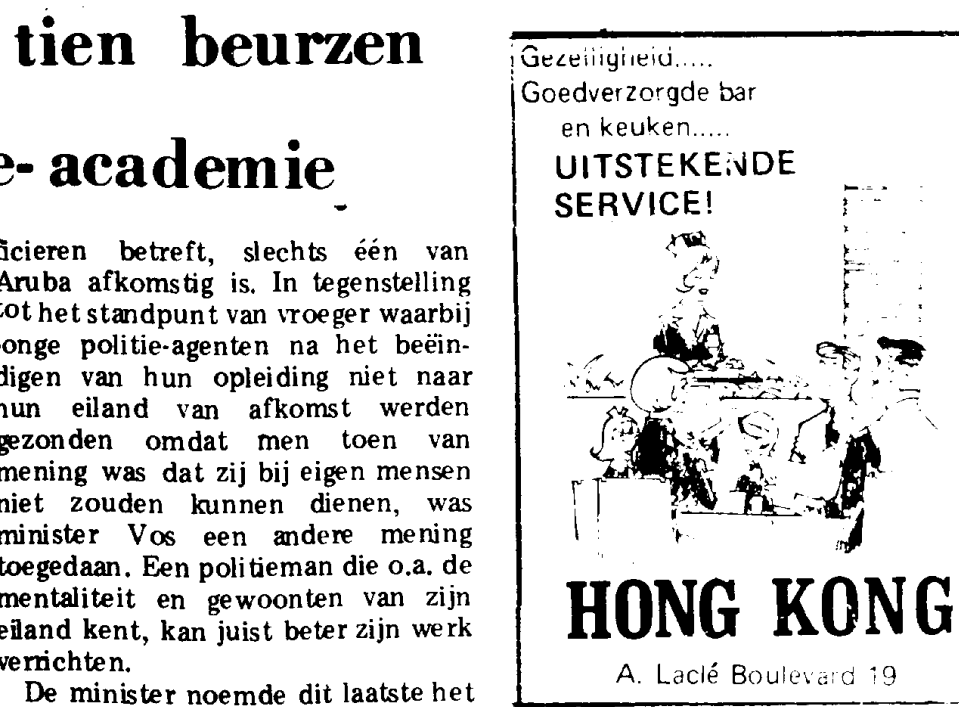 tien beurzen
e- academie
ficieren betreft, slechts één van
Aruba afkomstig is. In tegenstelling
tot het standpunt van vroeger waarbij
onge politie-agenten na het beëin-
digen van hun opleiding niet naar
hun eiland van afkomst werden
gezonden omdat men toen van
mening was dat zij bij eigen mensen
niet zouden kunnen dienen, was
minister Vos een andere mening
toegedaan. Een politieman die o.a. de
mentaliteit en gewoonten van zijn
eiland kent, kan juist beter zijn werk
verrichten.
De minister noemde dit laatste het
Gezelligheid.....
Goedverzorgde bar
en keuken.....
UITSTEKENDE
SERVICE!
HONG KONG
A. Laclé Boulevard 19